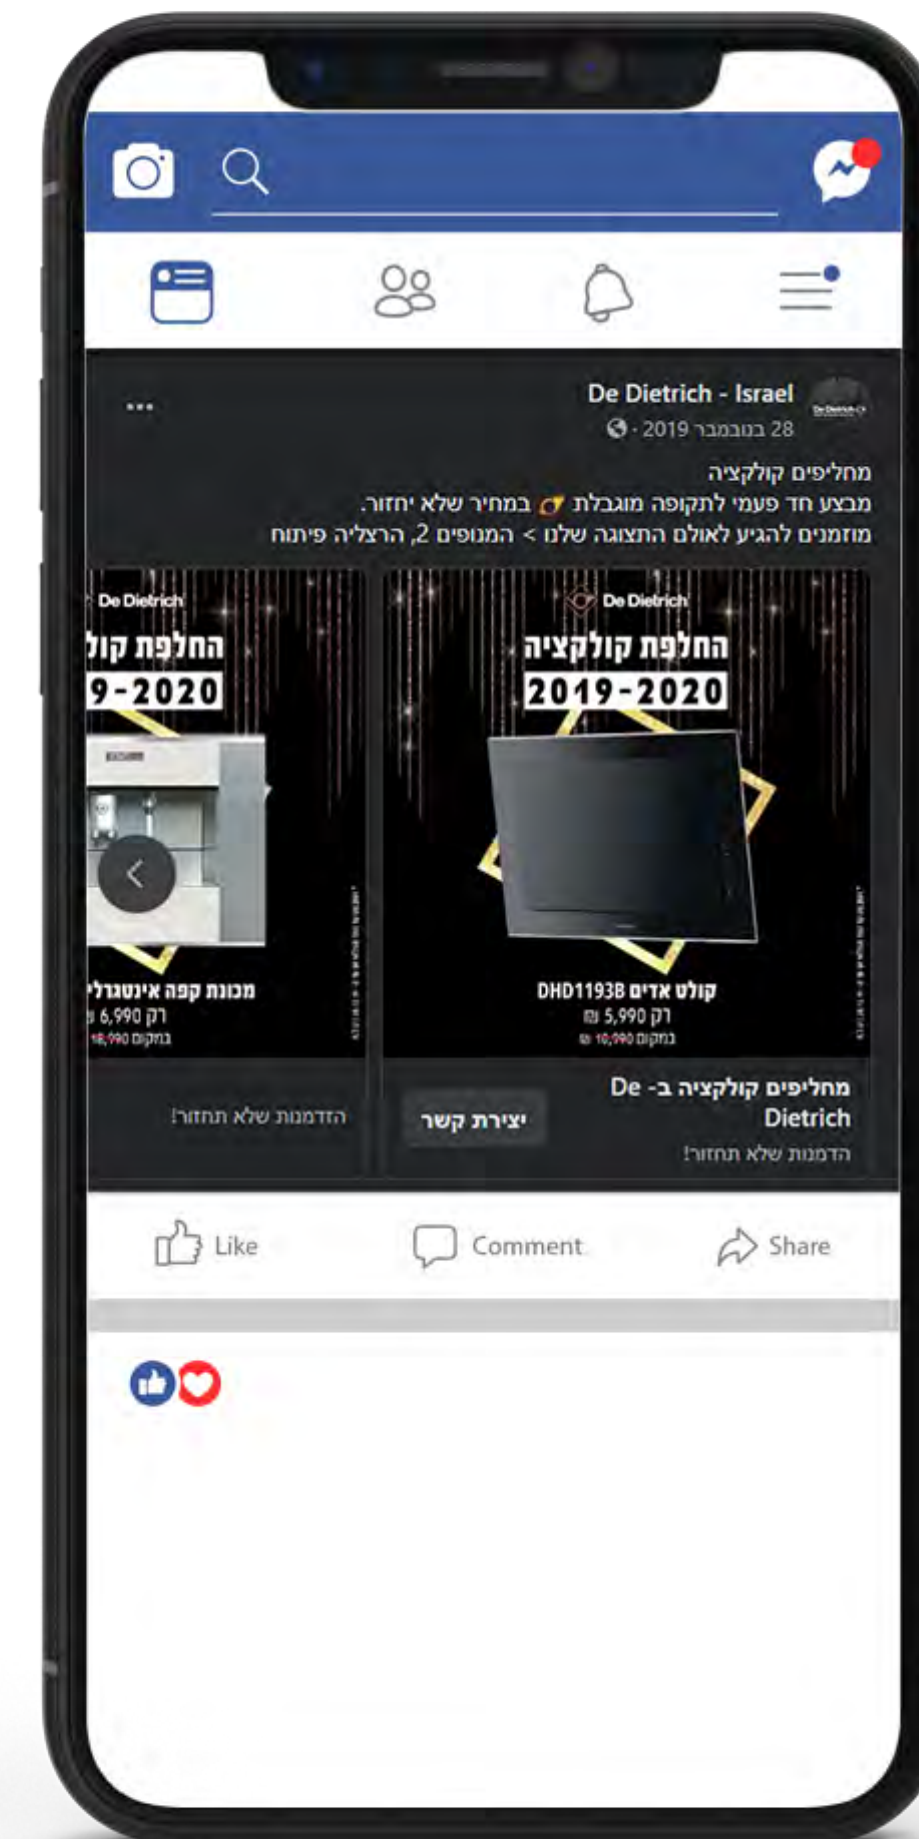 De Dietrich - Israel
28 בנובמבר 2019 ·
מחליפים קולקציה
מבצע חד פעמי לתקופה מוגבלת במחיר שלא יחזור.
מוזמנים להגיע לאולם התצוגה שלנו > המנופים 2, הרצליה פיתוח
De Dietrich
החלפת קולקציה
2019-2020
קולט אדים DHD1193B
רק 5,990 ₪
במקום 10,990 ₪
מחליפים קולקציה ב- De
Dietrich
הדמנות שלא תחזור!
יצירת קשר
De Dietrich
החלפת קול
9-2020
מכונת קפה אינטגרלי
רק 6,990 ₪
במקום 18,990
הזדמנות שלא תחזור!
Like
Comment
Share